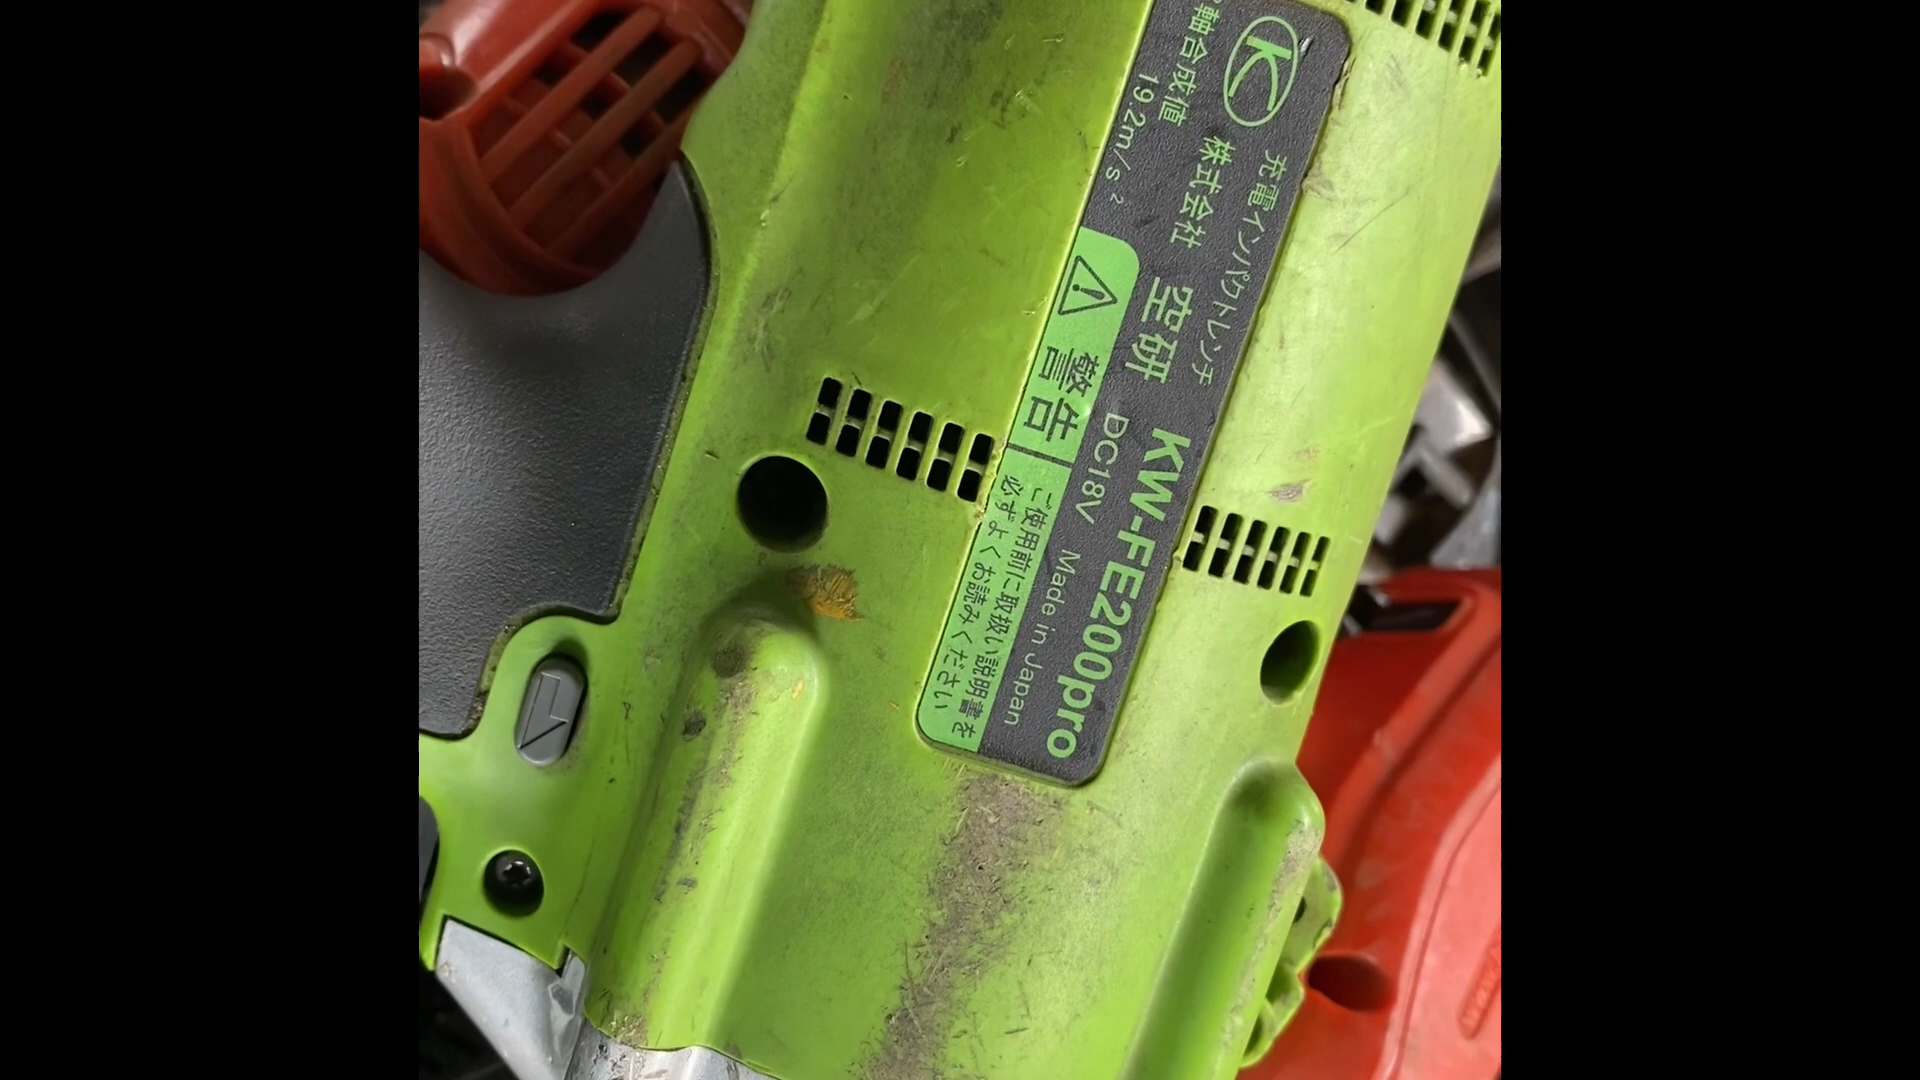 K
充電インパクトレンチ
株式会社 空研 KW-FE200pro
軸合成値
19.2m/s²
DC18V Made in Japan
警告
ご使用前に取扱い説明書を
必ずよくお読みください